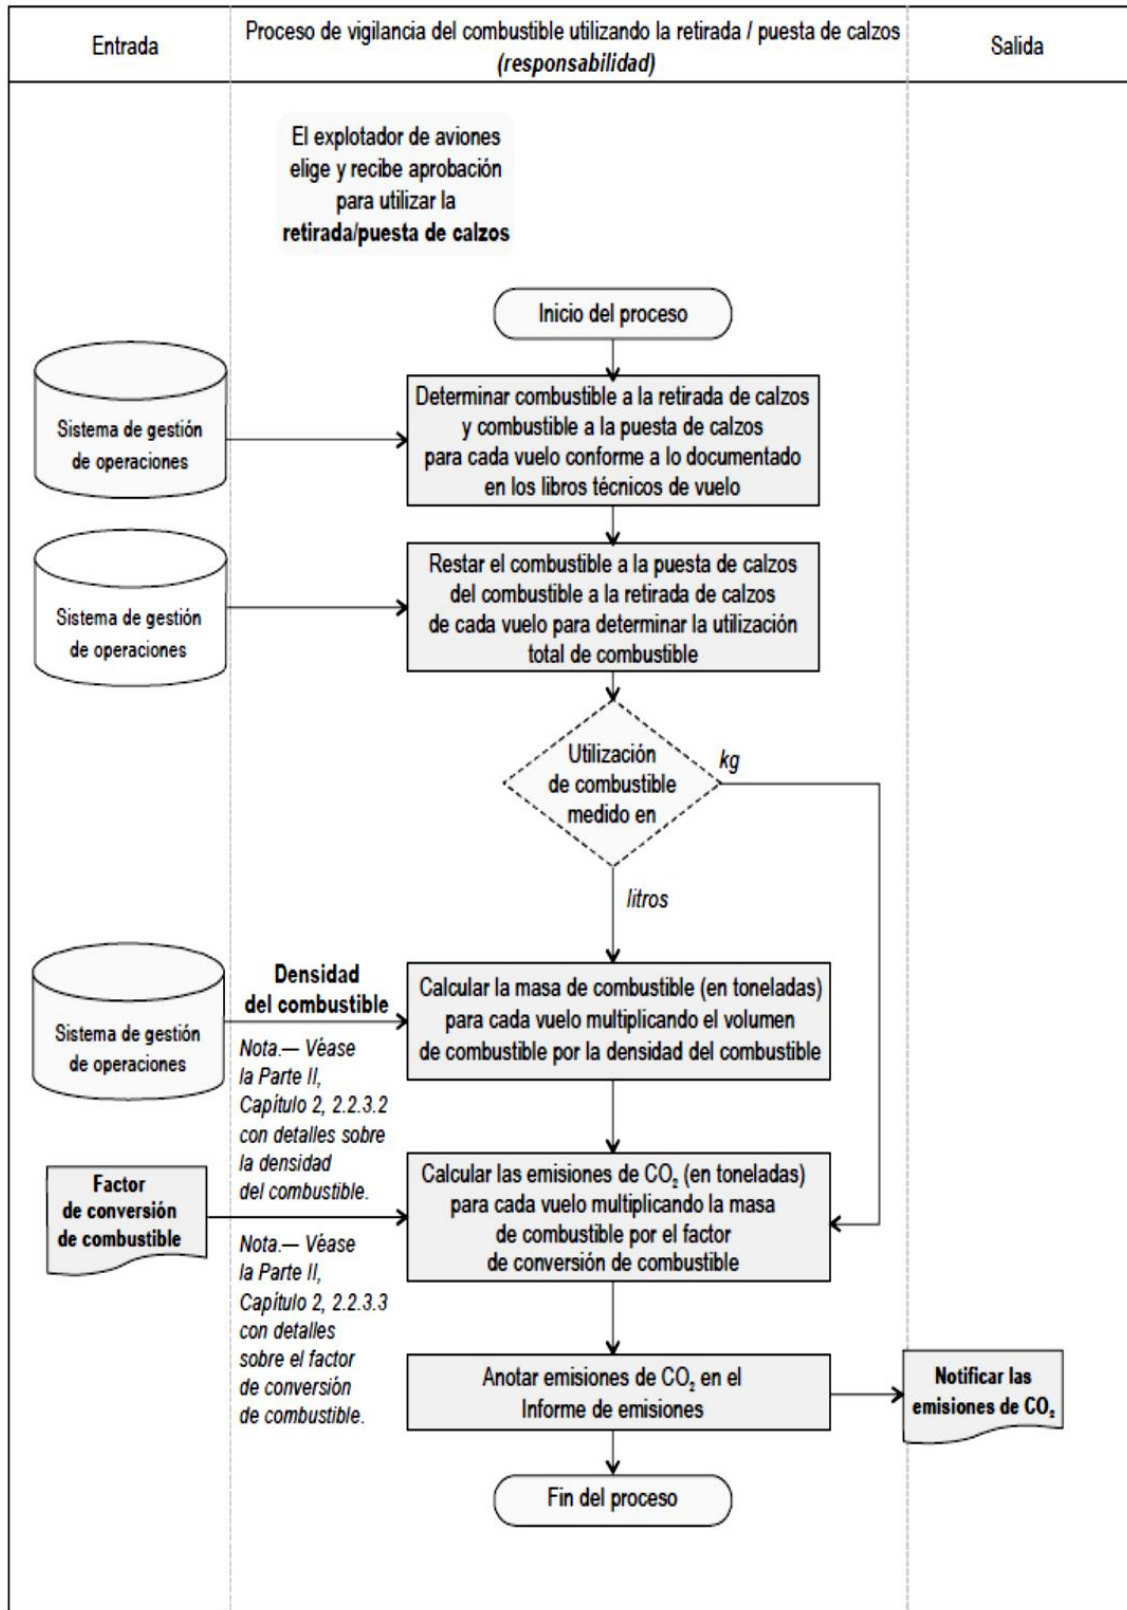 Entrada
Proceso de vigilancia del combustible utilizando la retirada / puesta de calzos
(responsabilidad)
Salida
El explotador de aviones
elige y recibe aprobación
para utilizar la
retirada/puesta de calzos
Inicio del proceso
Sistema de gestión
de operaciones
Determinar combustible a la retirada de calzos
y combustible a la puesta de calzos
para cada vuelo conforme a lo documentado
en los libros técnicos de vuelo
Sistema de gestión
de operaciones
Restar el combustible a la puesta de calzos
del combustible a la retirada de calzos
de cada vuelo para determinar la utilización
total de combustible
Utilización
de combustible
medido en
kg
litros
Sistema de gestión
de operaciones
Densidad
del combustible
Nota.— Véase
la Parte II,
Capítulo 2, 2.2.3.2
con detalles sobre
la densidad
del combustible.
Calcular la masa de combustible (en toneladas)
para cada vuelo multiplicando el volumen
de combustible por la densidad del combustible
Factor
de conversión
de combustible
Nota.— Véase
la Parte II,
Capítulo 2, 2.2.3.3
con detalles
sobre el factor
de conversión
de combustible.
Calcular las emisiones de CO₂ (en toneladas)
para cada vuelo multiplicando la masa
de combustible por el factor
de conversión de combustible
Anotar emisiones de CO₂ en el
Informe de emisiones
Notificar las
emisiones de CO₂
Fin del proceso